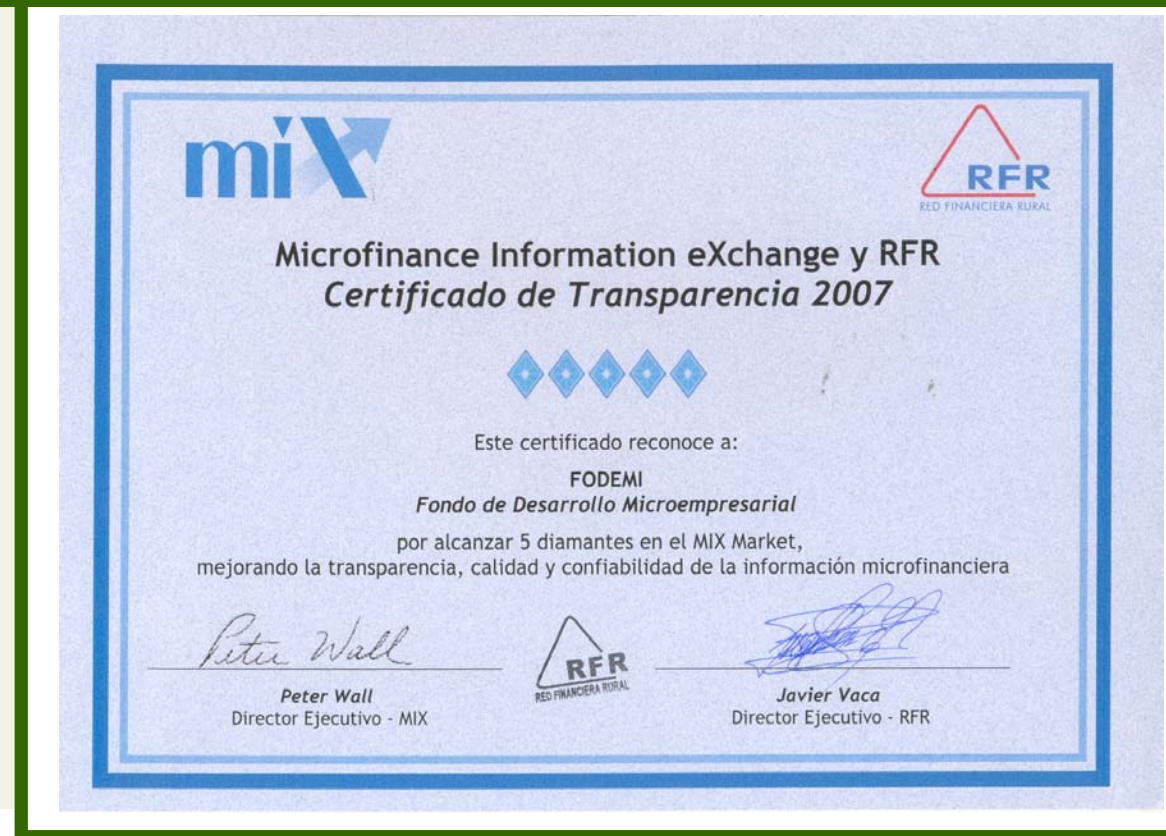 miX
RFR
RED FINANCIERA RURAL
Microfinance Information eXchange y RFR
Certificado de Transparencia 2007
Este certificado reconoce a:
FODEMI
Fondo de Desarrollo Microempresarial
por alcanzar 5 diamantes en el MIX Market,
mejorando la transparencia, calidad y confiabilidad de la información microfinanciera
Peter Wall
RFR
RED FINANCIERA RURAL
Peter Wall
Director Ejecutivo - MIX
Javier Vaca
Director Ejecutivo - RFR